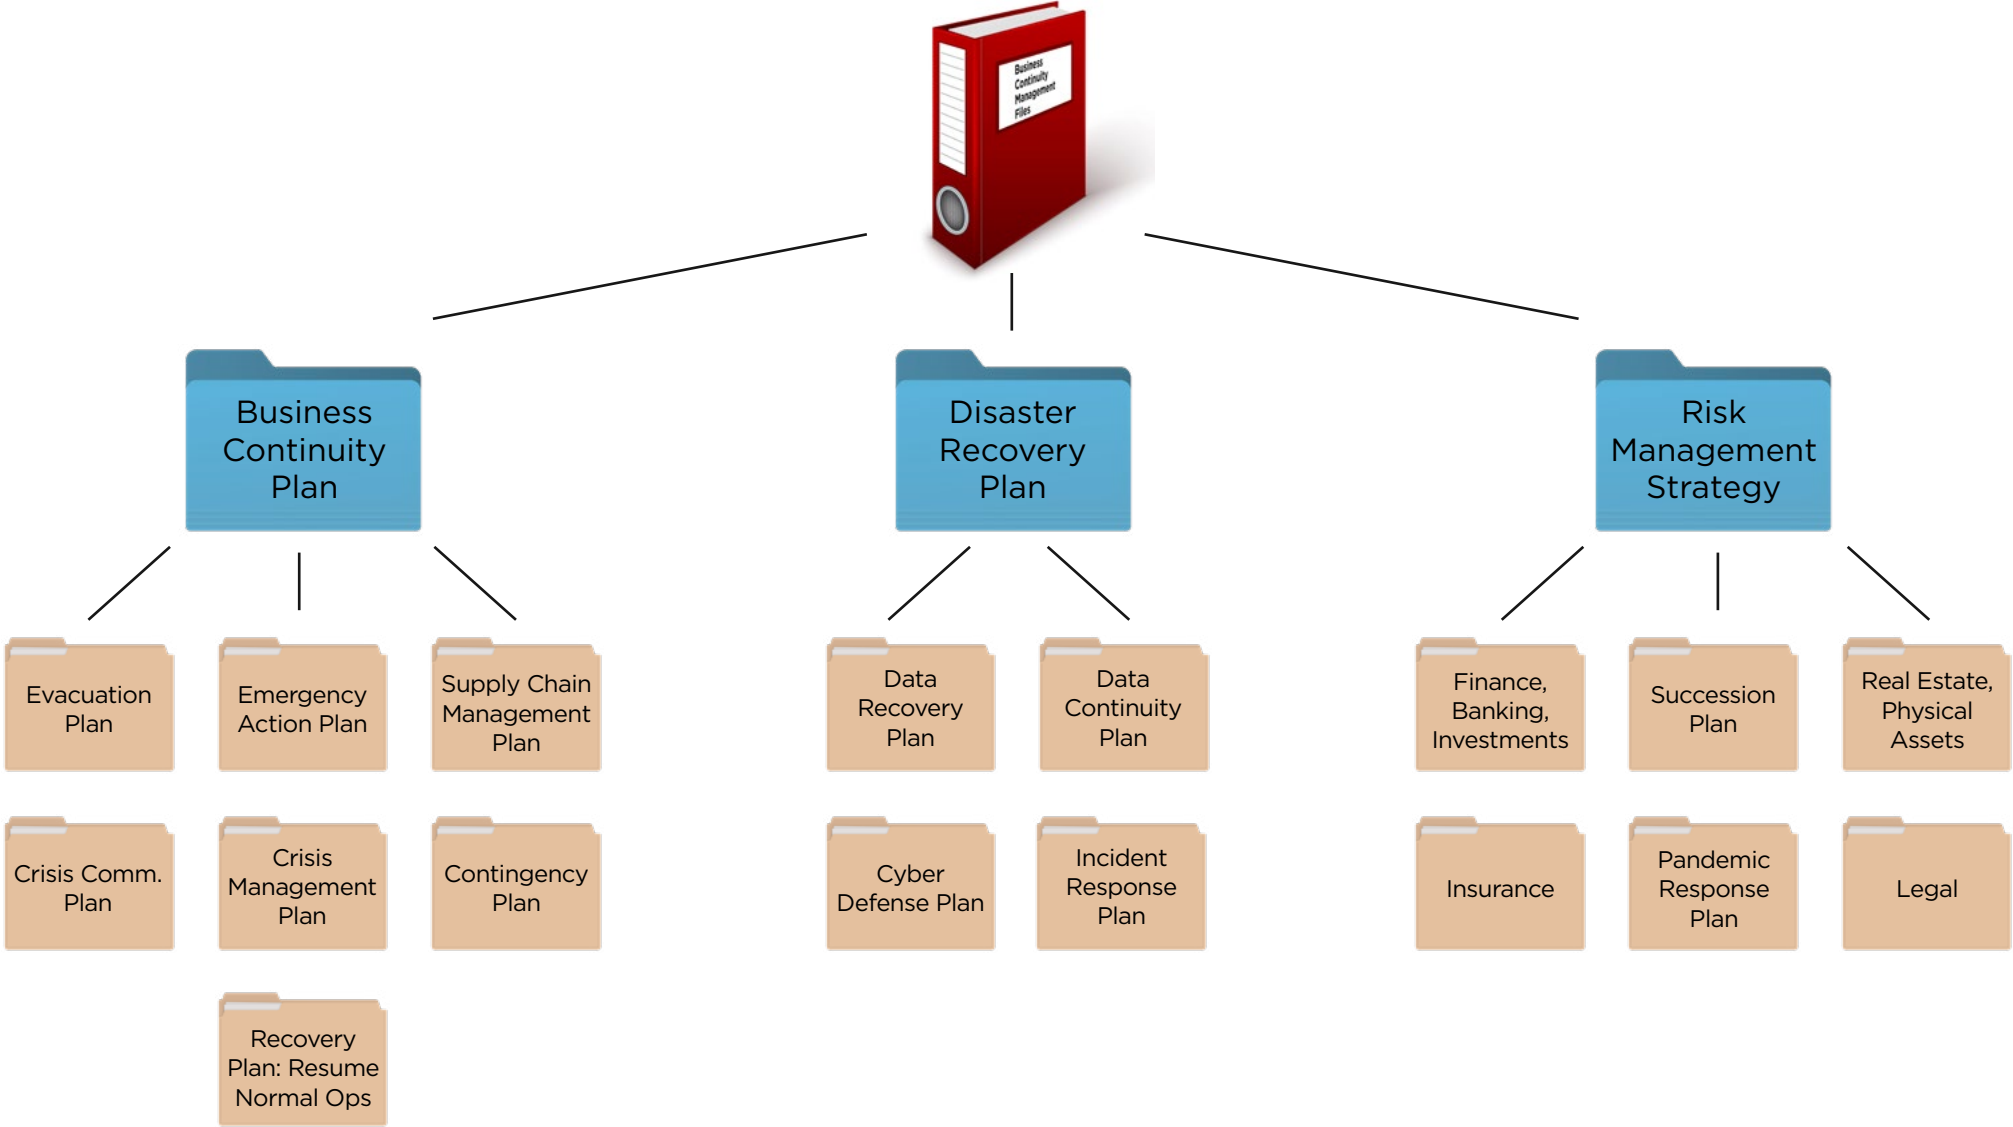 Business
Continuity
Management
Files
Business
Continuity
Plan
Disaster
Recovery
Plan
Risk
Management
Strategy
Evacuation
Plan
Emergency
Action Plan
Supply Chain
Management
Plan
Data
Recovery
Plan
Data
Continuity
Plan
Finance,
Banking,
Investments
Succession
Plan
Real Estate,
Physical
Assets
Crisis Comm.
Plan
Crisis
Management
Plan
Contingency
Plan
Cyber
Defense Plan
Incident
Response
Plan
Insurance
Pandemic
Response
Plan
Legal
Recovery
Plan: Resume
Normal Ops